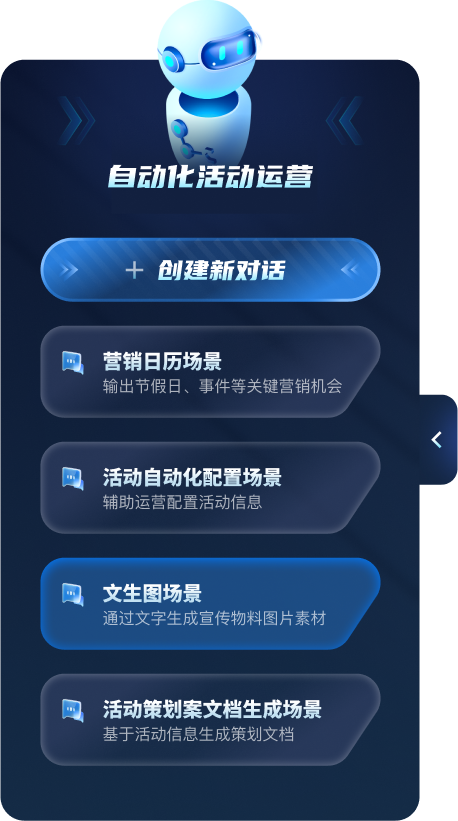 自动化活动运营
+ 创建新对话
营销日历场景
输出节假日、事件等关键营销机会
活动自动化配置场景
辅助运营配置活动信息
文生图场景
通过文字生成宣传物料图片素材
活动策划案文档生成场景
基于活动信息生成策划文档